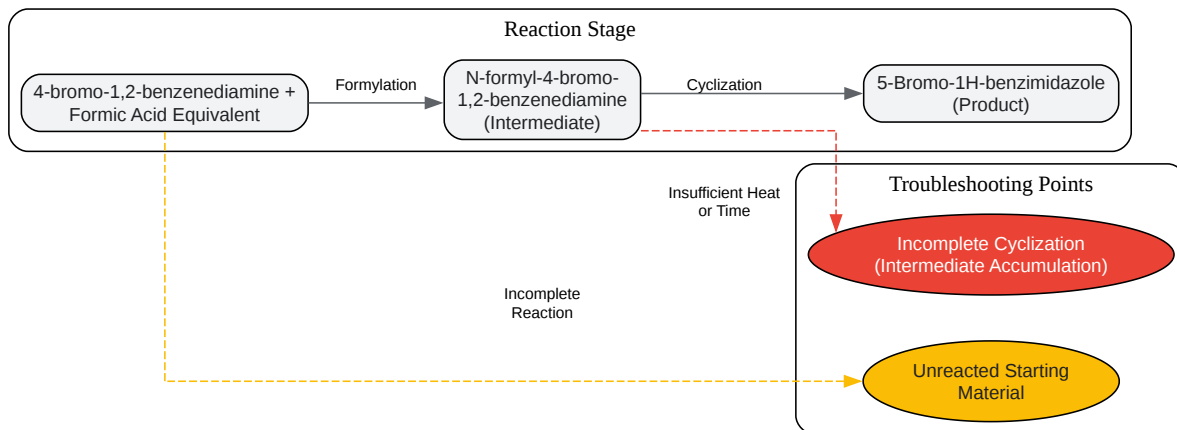 Reaction Stage
4-bromo-1,2-benzenediamine +
Formic Acid Equivalent
Formylation
N-formyl-4-bromo-
1,2-benzenediamine
(Intermediate)
Cyclization
5-Bromo-1H-benzimidazole
(Product)
Insufficient Heat
or Time
Troubleshooting Points
Incomplete Cyclization
(Intermediate Accumulation)
Incomplete
Reaction
Unreacted Starting
Material